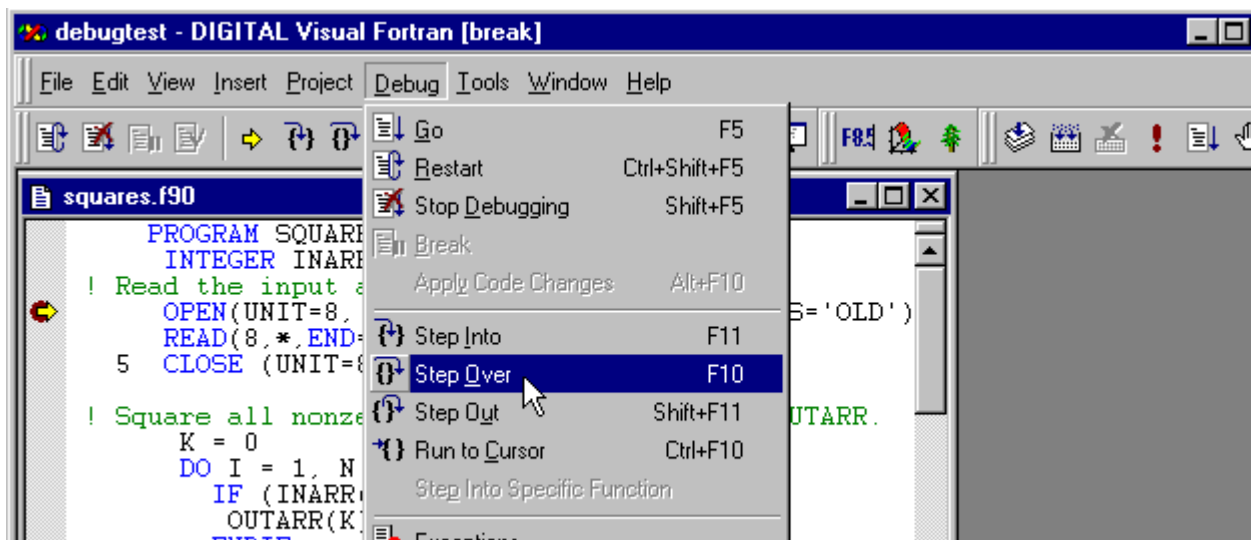 debugtest - DIGITAL Visual Fortran [break]
File Edit View Insert Project Debug Tools Window Help
Go F5
Restart Ctrl+Shift+F5
Stop Debugging Shift+F5
Break
Apply Code Changes Alt+F10
Step Into F11
Step Over F10
Step Out Shift+F11
Run to Cursor Ctrl+F10
Step Into Specific Function
Exceptions
squares.f90
PROGRAM SQUARE
INTEGER INARR
! Read the input a
OPEN(UNIT=8, S='OLD')
READ(8,*,END=
5 CLOSE (UNIT=8
! Square all nonze UTARR.
K = 0
DO I = 1, N
IF (INARR(
OUTARR(K)
ENDIF